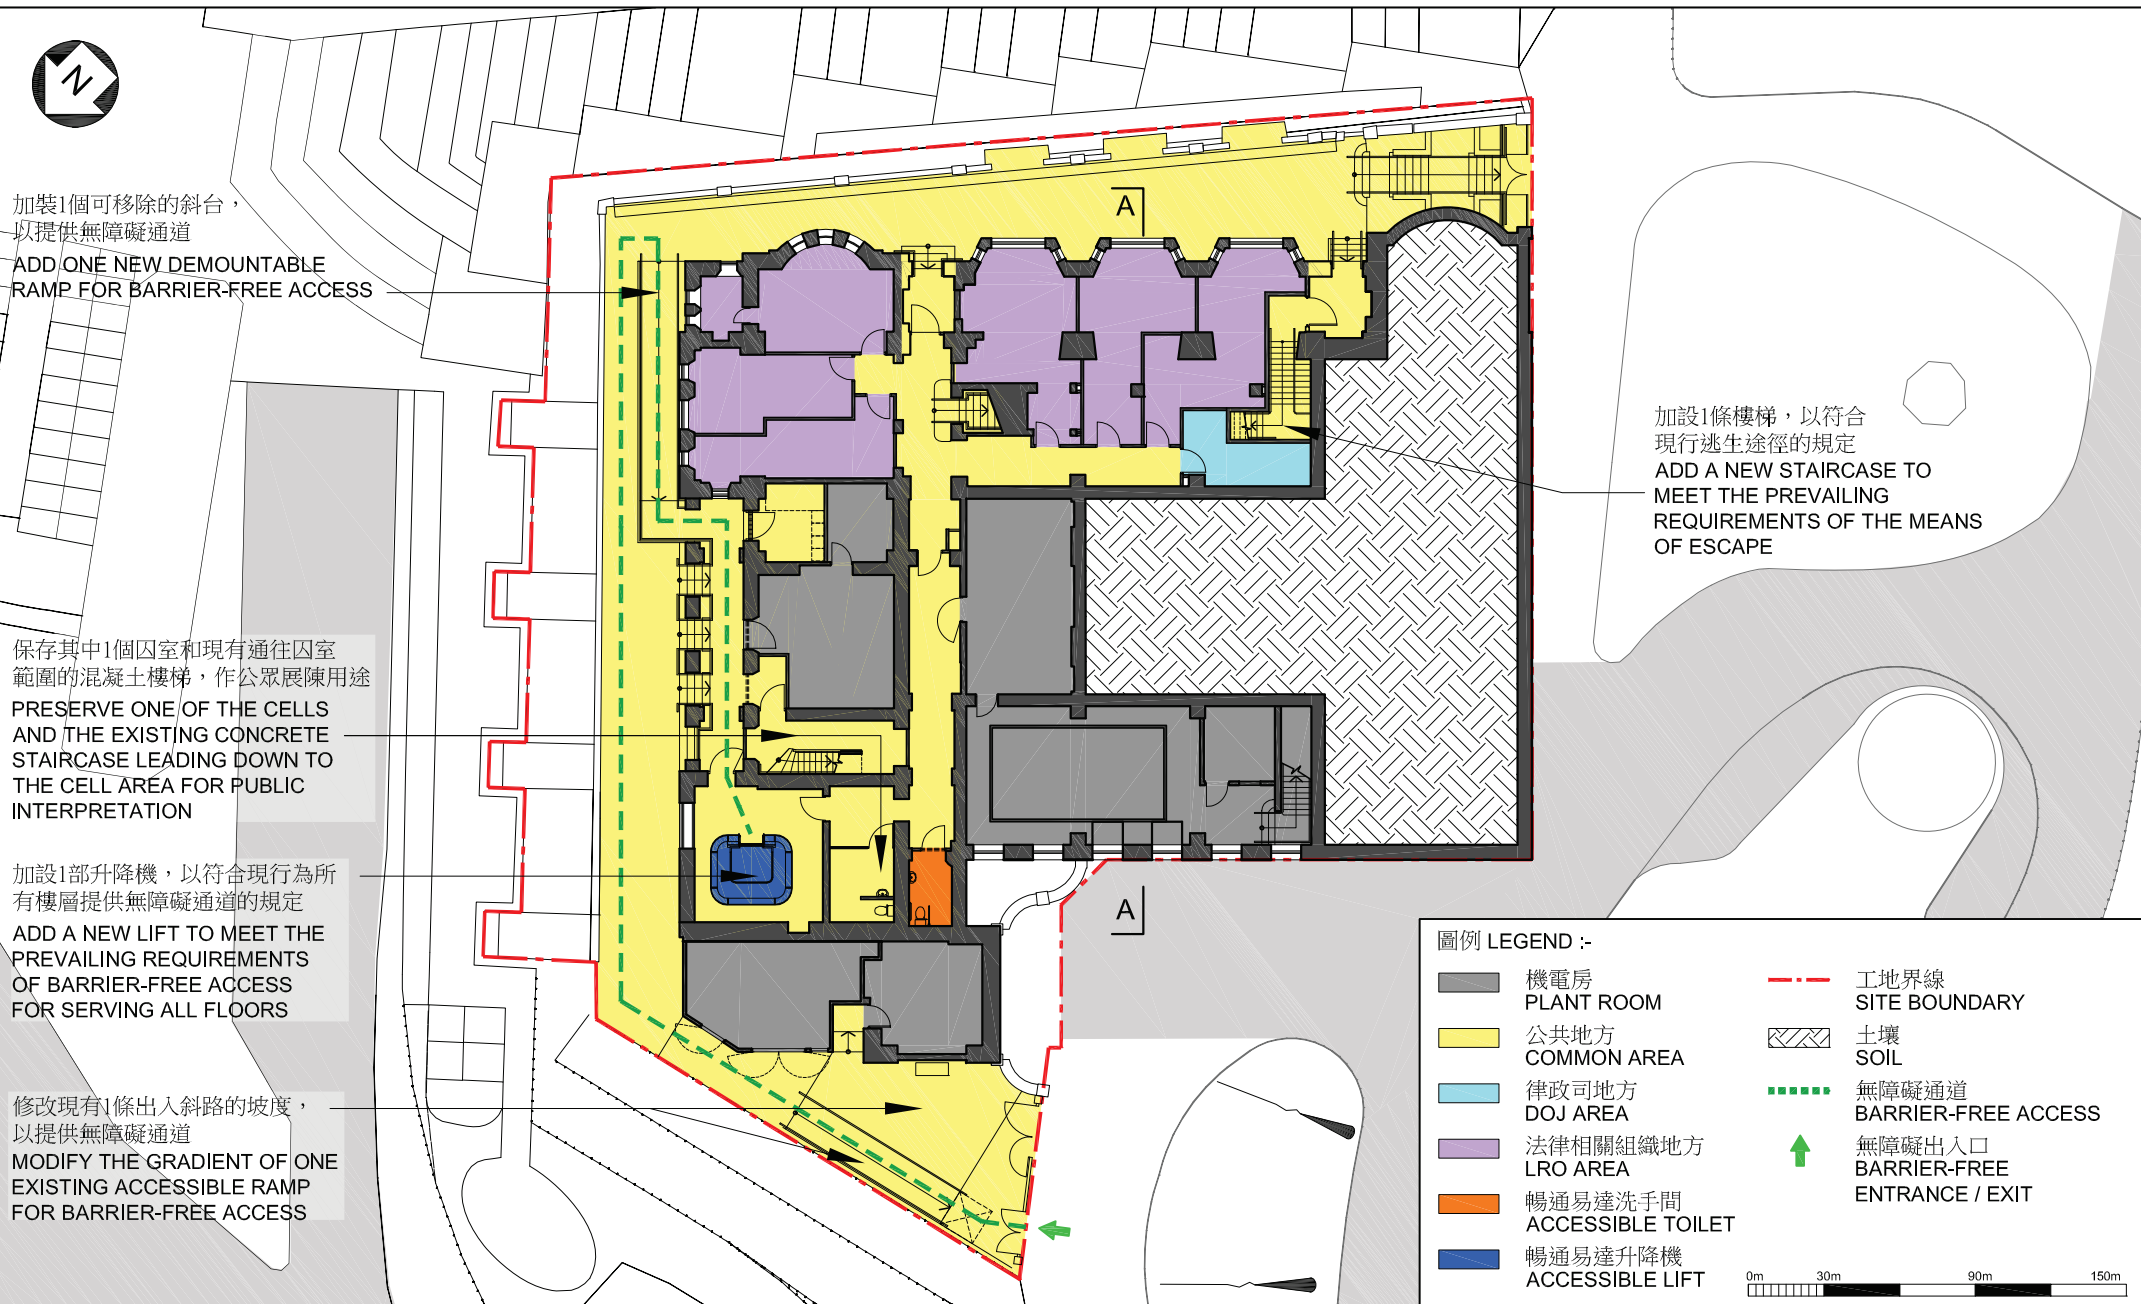 N
加裝1個可移除的斜台，
以提供無障礙通道
ADD ONE NEW DEMOUNTABLE
RAMP FOR BARRIER-FREE ACCESS
保存其中1個囚室和現有通往囚室
範圍的混凝土樓梯，作公眾展陳用途
PRESERVE ONE OF THE CELLS
AND THE EXISTING CONCRETE
STAIRCASE LEADING DOWN TO
THE CELL AREA FOR PUBLIC
INTERPRETATION
加設1部升降機，以符合現行為所
有樓層提供無障礙通道的規定
ADD A NEW LIFT TO MEET THE
PREVAILING REQUIREMENTS
OF BARRIER-FREE ACCESS
FOR SERVING ALL FLOORS
修改現有1條出入斜路的坡度，
以提供無障礙通道
MODIFY THE GRADIENT OF ONE
EXISTING ACCESSIBLE RAMP
FOR BARRIER-FREE ACCESS
A
A
加設1條樓梯，以符合
現行逃生途徑的規定
ADD A NEW STAIRCASE TO
MEET THE PREVAILING
REQUIREMENTS OF THE MEANS
OF ESCAPE
圖例 LEGEND :-
機電房
PLANT ROOM
公共地方
COMMON AREA
律政司地方
DOJ AREA
法律相關組織地方
LRO AREA
暢通易達洗手間
ACCESSIBLE TOILET
暢通易達升降機
ACCESSIBLE LIFT
工地界線
SITE BOUNDARY
土壤
SOIL
無障礙通道
BARRIER-FREE ACCESS
無障礙出入口
BARRIER-FREE
ENTRANCE / EXIT
0m 30m 90m 150m